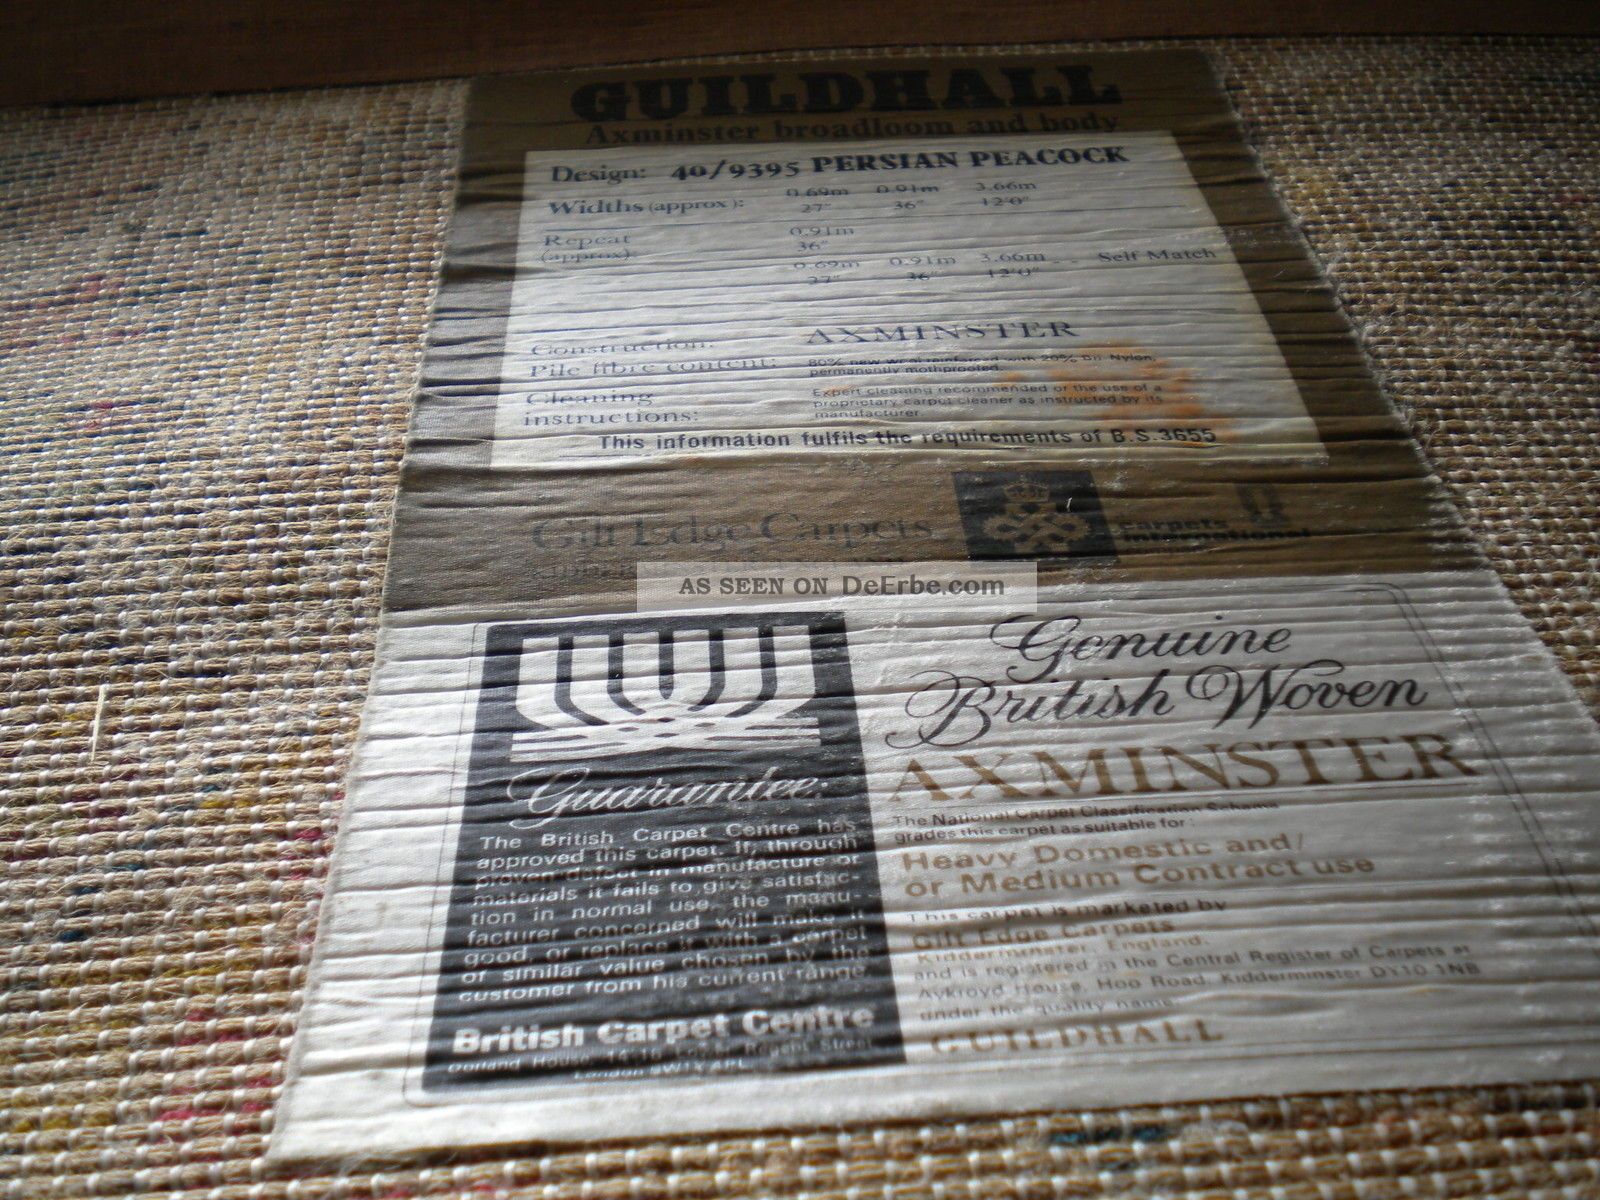 GUILDHALL
Axminster broadloom and body
Design: 40/9395 PERSIAN PEACOCK
0.69m 0.91m 3.66m
Widths (approx): 27" 36" 12'0"
Repeat 0.91m
(approx): 36"
0.69m 0.91m 3.66m Self Match
27" 36" 12'0"
Construction: AXMINSTER
Pile fibre content: 80% new wool reinforced with 20% Bri. Nylon, permanently mothproofed.
Cleaning instructions: Expert cleaning recommended or the use of a
proprietary carpet cleaner as instructed by its
manufacturer.
This information fulfils the requirements of B.S.3655
Gilt Edge Carpets
carpets
international
AS SEEN ON DeErbe.com
Guarantee:
The British Carpet Centre has
approved this carpet. If, through
proven defect in manufacture or
materials it fails to give satisfac-
tion in normal use, the manu-
facturer concerned will make it
good, or replace it with a carpet
of similar value chosen by the
customer from his current range.
British Carpet Centre
House, Regent Street
London
Genuine
British Woven
AXMINSTER
The National Carpet Classification Scheme
grades this carpet as suitable for:
Heavy Domestic and/
or Medium Contract use
This carpet is marketed by
Gilt Edge Carpets
Kidderminster, England.
and is registered in the Central Register of Carpets at
Aykroyd House, Hoo Road, Kidderminster DY10 1NB
under the quality name:
GUILDHALL